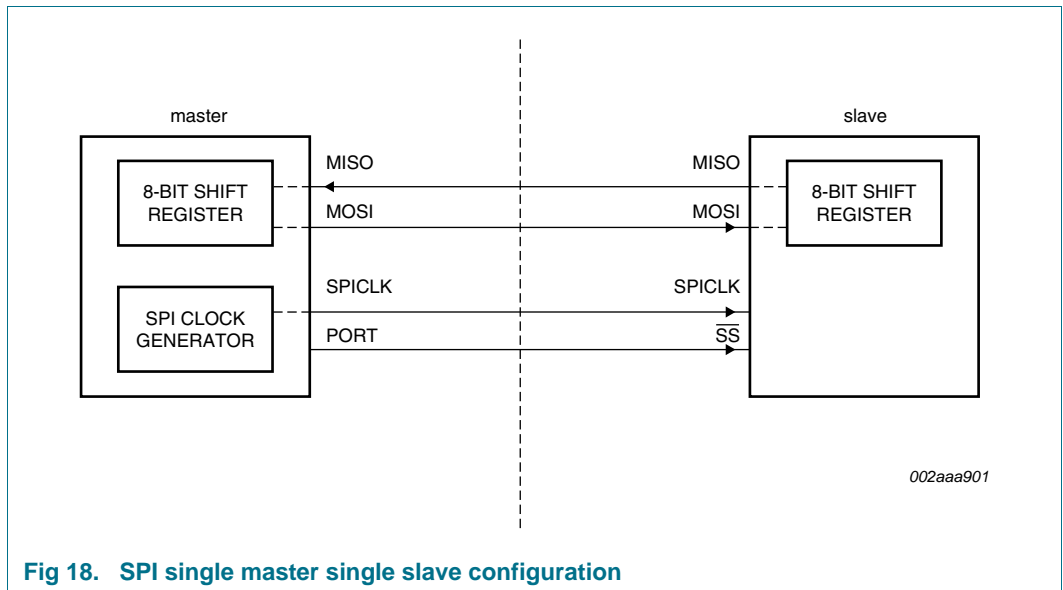 master
slave
MISO
MISO
8-BIT SHIFT
REGISTER
8-BIT SHIFT
REGISTER
MOSI
MOSI
SPICLK
SPICLK
SPI CLOCK
GENERATOR
PORT
SS
002aaa901
Fig 18. SPI single master single slave configuration